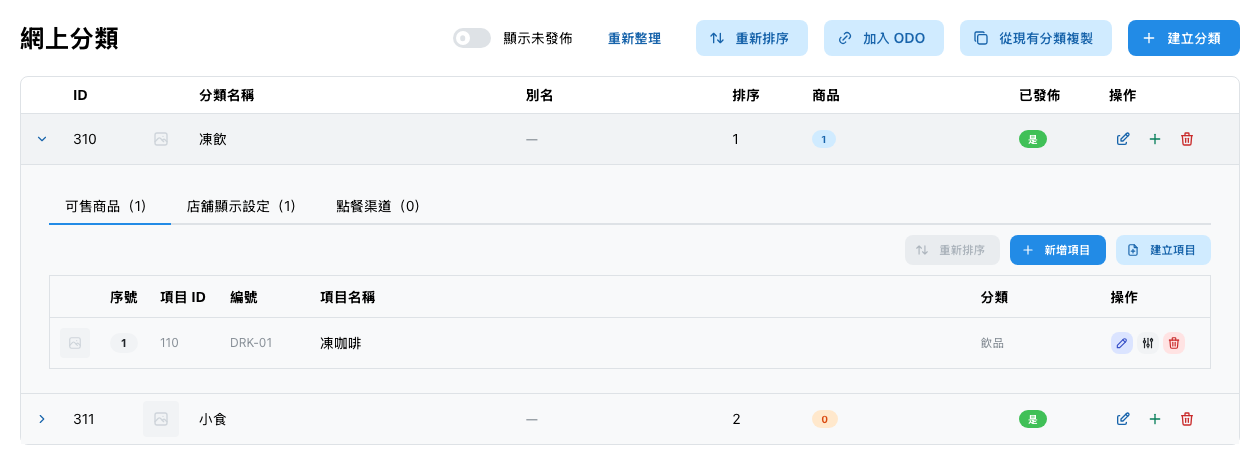 網上分類 顯示未發佈 重新整理 重新排序 加入 ODO 從現有分類複製 建立分類
ID 分類名稱 別名 排序 商品 已發佈 操作
310 凍飲 — 1 1 是
可售商品（1） 店舖顯示設定（1） 點餐渠道（0）
重新排序 新增項目 建立項目
序號 項目 ID 編號 項目名稱 分類 操作
1 110 DRK-01 凍咖啡 飲品
311 小食 — 2 0 是